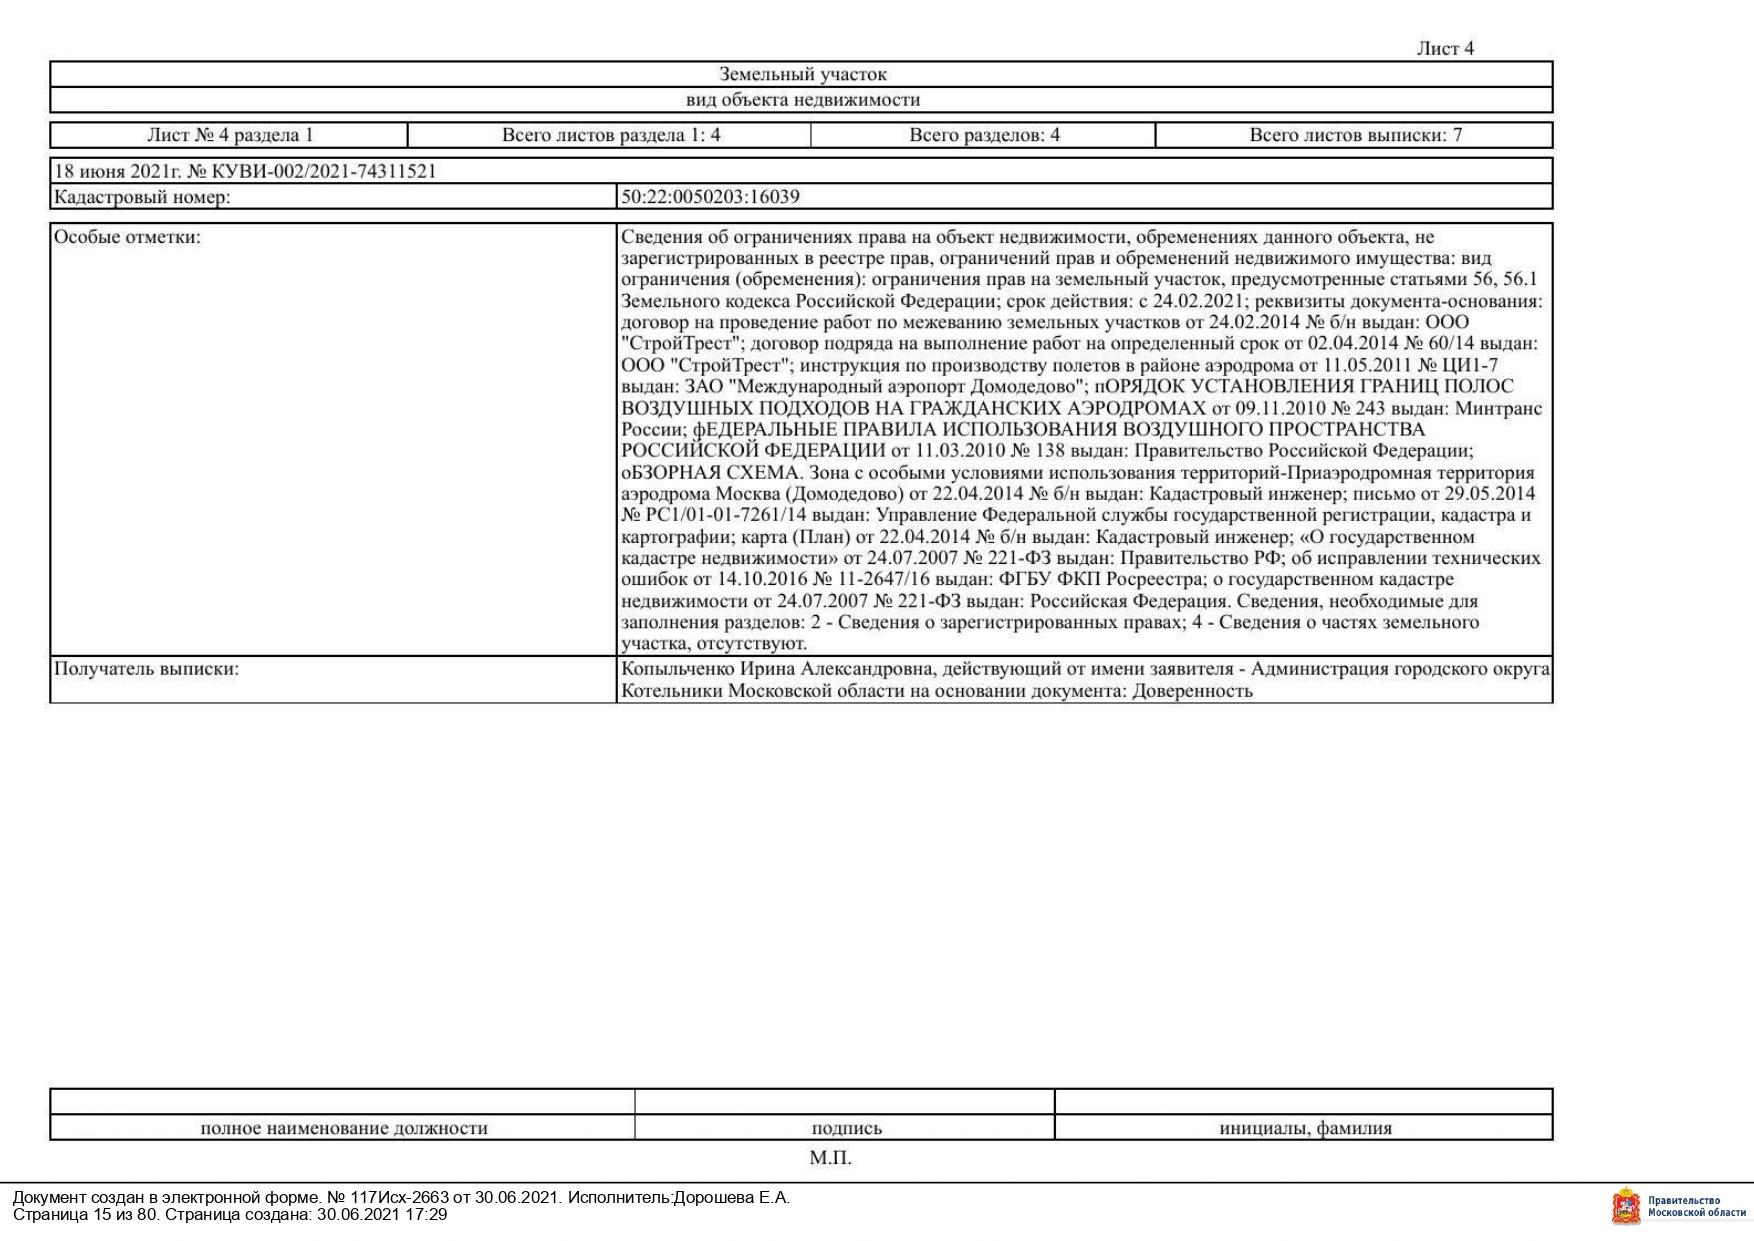 Лист 4
Земельный участок
вид объекта недвижимости
Лист № 4 раздела 1 Всего листов раздела 1: 4 Всего разделов: 4 Всего листов выписки: 7
18 июня 2021г. № КУВИ-002/2021-74311521
Кадастровый номер: 50:22:0050203:16039
Особые отметки: Сведения об ограничениях права на объект недвижимости, обременениях данного объекта, не
зарегистрированных в реестре прав, ограничений прав и обременений недвижимого имущества: вид
ограничения (обременения): ограничения прав на земельный участок, предусмотренные статьями 56, 56.1
Земельного кодекса Российской Федерации; срок действия: с 24.02.2021; реквизиты документа-основания:
договор на проведение работ по межеванию земельных участков от 24.02.2014 № б/н выдан: ООО
"СтройТрест"; договор подряда на выполнение работ на определенный срок от 02.04.2014 № 60/14 выдан:
ООО "СтройТрест"; инструкция по производству полетов в районе аэродрома от 11.05.2011 № ЦИ1-7
выдан: ЗАО "Международный аэропорт Домодедово"; пОРЯДОК УСТАНОВЛЕНИЯ ГРАНИЦ ПОЛОС
ВОЗДУШНЫХ ПОДХОДОВ НА ГРАЖДАНСКИХ АЭРОДРОМАХ от 09.11.2010 № 243 выдан: Минтранс
России; фЕДЕРАЛЬНЫЕ ПРАВИЛА ИСПОЛЬЗОВАНИЯ ВОЗДУШНОГО ПРОСТРАНСТВА
РОССИЙСКОЙ ФЕДЕРАЦИИ от 11.03.2010 № 138 выдан: Правительство Российской Федерации;
оБЗОРНАЯ СХЕМА. Зона с особыми условиями использования территорий-Приаэродромная территория
аэродрома Москва (Домодедово) от 22.04.2014 № б/н выдан: Кадастровый инженер; письмо от 29.05.2014
№ РС1/01-01-7261/14 выдан: Управление Федеральной службы государственной регистрации, кадастра и
картографии; карта (План) от 22.04.2014 № б/н выдан: Кадастровый инженер; «О государственном
кадастре недвижимости» от 24.07.2007 № 221-ФЗ выдан: Правительство РФ; об исправлении технических
ошибок от 14.10.2016 № 11-2647/16 выдан: ФГБУ ФКП Росреестра; о государственном кадастре
недвижимости от 24.07.2007 № 221-ФЗ выдан: Российская Федерация. Сведения, необходимые для
заполнения разделов: 2 - Сведения о зарегистрированных правах; 4 - Сведения о частях земельного
участка, отсутствуют.
Получатель выписки: Копыльченко Ирина Александровна, действующий от имени заявителя - Администрация городского округа
Котельники Московской области на основании документа: Доверенность
полное наименование должности подпись инициалы, фамилия
М.П.
Документ создан в электронной форме. № 117Исх-2663 от 30.06.2021. Исполнитель:Дорошева Е.А.
Страница 15 из 80. Страница создана: 30.06.2021 17:29
Правительство
Московской области